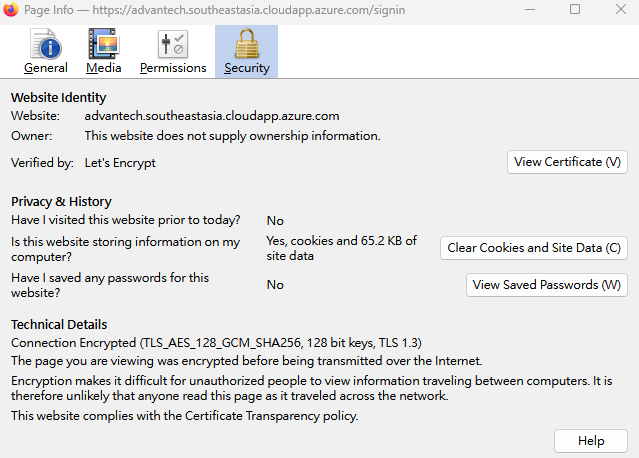 Page Info — https://advantech.southeastasia.cloudapp.azure.com/signin
General Media Permissions Security
Website Identity
Website: advantech.southeastasia.cloudapp.azure.com
Owner: This website does not supply ownership information.
Verified by: Let's Encrypt View Certificate (V)
Privacy & History
Have I visited this website prior to today? No
Is this website storing information on my
computer?
Yes, cookies and 65.2 KB of
site data
Clear Cookies and Site Data (C)
Have I saved any passwords for this
website?
No
View Saved Passwords (W)
Technical Details
Connection Encrypted (TLS_AES_128_GCM_SHA256, 128 bit keys, TLS 1.3)
The page you are viewing was encrypted before being transmitted over the Internet.
Encryption makes it difficult for unauthorized people to view information traveling between computers. It is
therefore unlikely that anyone read this page as it traveled across the network.
This website complies with the Certificate Transparency policy.
Help